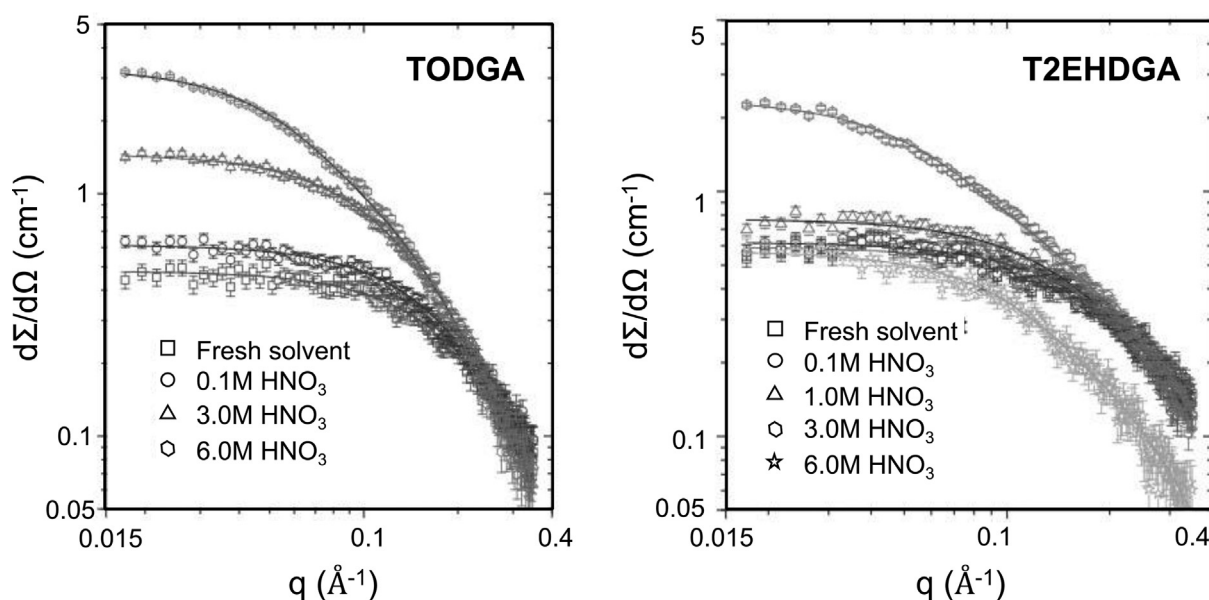 TODGA
5
1
0.1
0.05
0.015
0.1
0.4
dΣ/dΩ (cm⁻¹)
q (Å⁻¹)
Fresh solvent
0.1M HNO₃
3.0M HNO₃
6.0M HNO₃
T2EHDGA
5
1
0.1
0.05
0.015
0.1
0.4
dΣ/dΩ (cm⁻¹)
q (Å⁻¹)
Fresh solvent
0.1M HNO₃
1.0M HNO₃
3.0M HNO₃
6.0M HNO₃